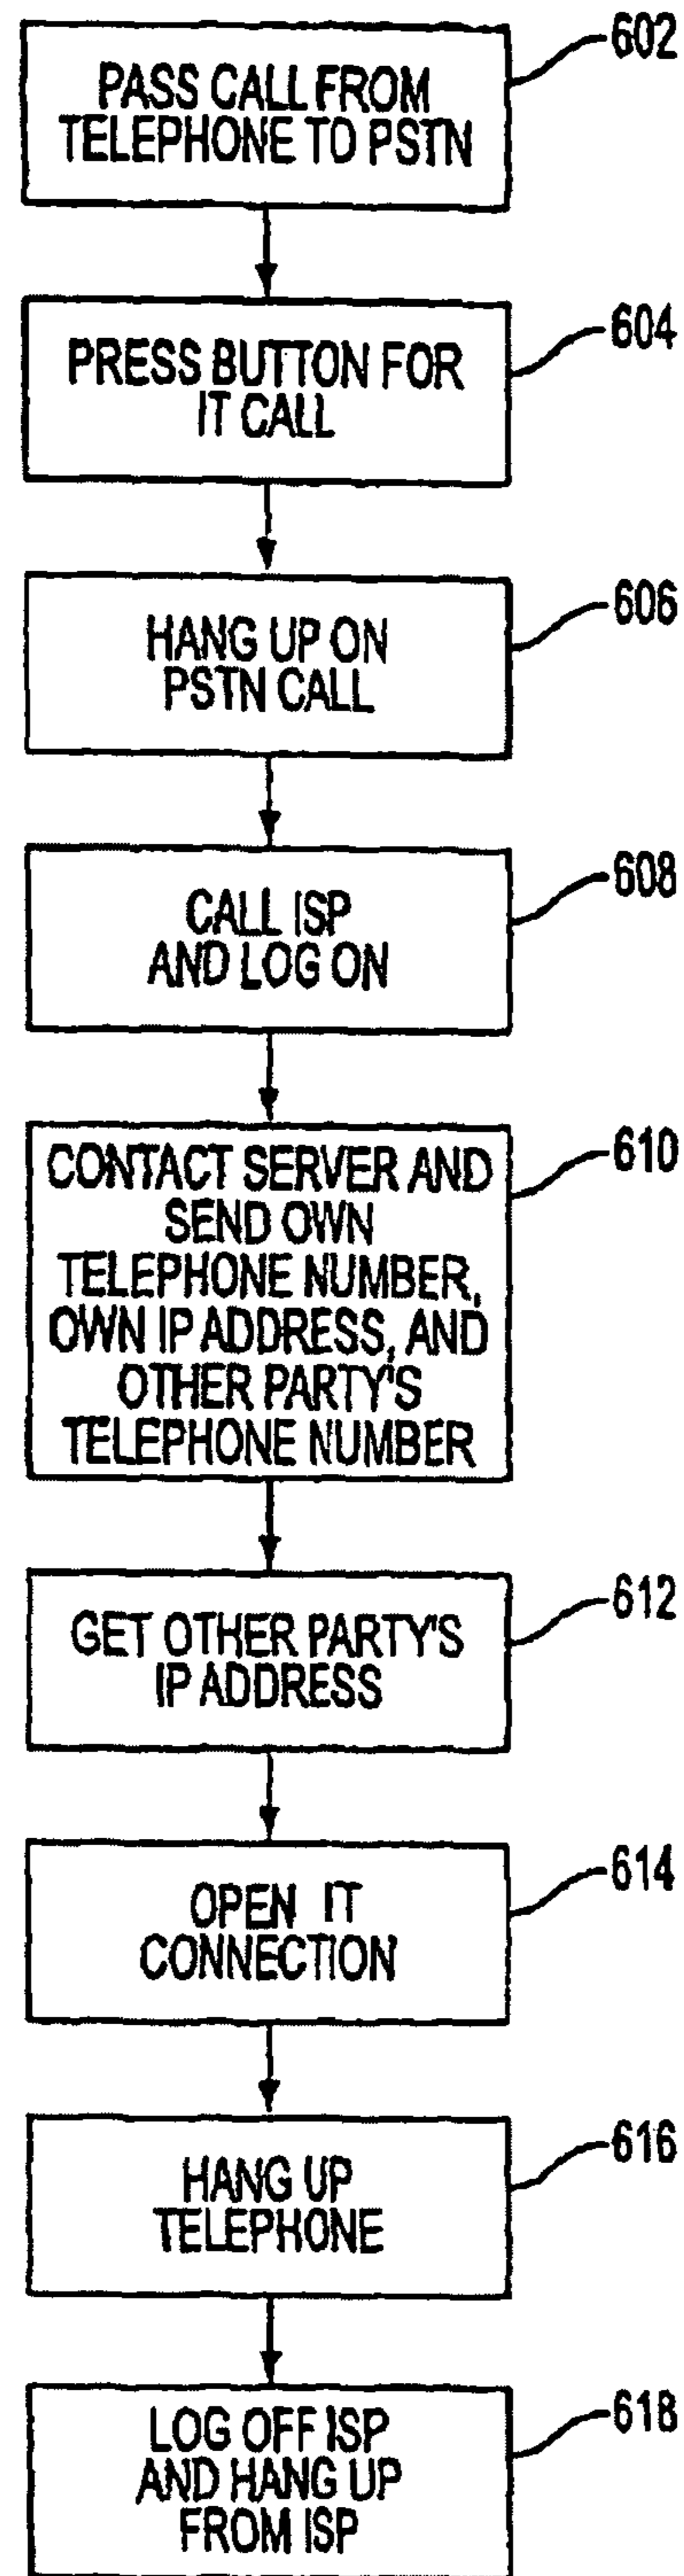 602
PASS CALL FROM
TELEPHONE TO PSTN
604
PRESS BUTTON FOR
IT CALL
606
HANG UP ON
PSTN CALL
608
CALL ISP
AND LOG ON
610
CONTACT SERVER AND
SEND OWN
TELEPHONE NUMBER,
OWN IP ADDRESS, AND
OTHER PARTY'S
TELEPHONE NUMBER
612
GET OTHER PARTY'S
IP ADDRESS
614
OPEN IT
CONNECTION
616
HANG UP
TELEPHONE
618
LOG OFF ISP
AND HANG UP
FROM ISP